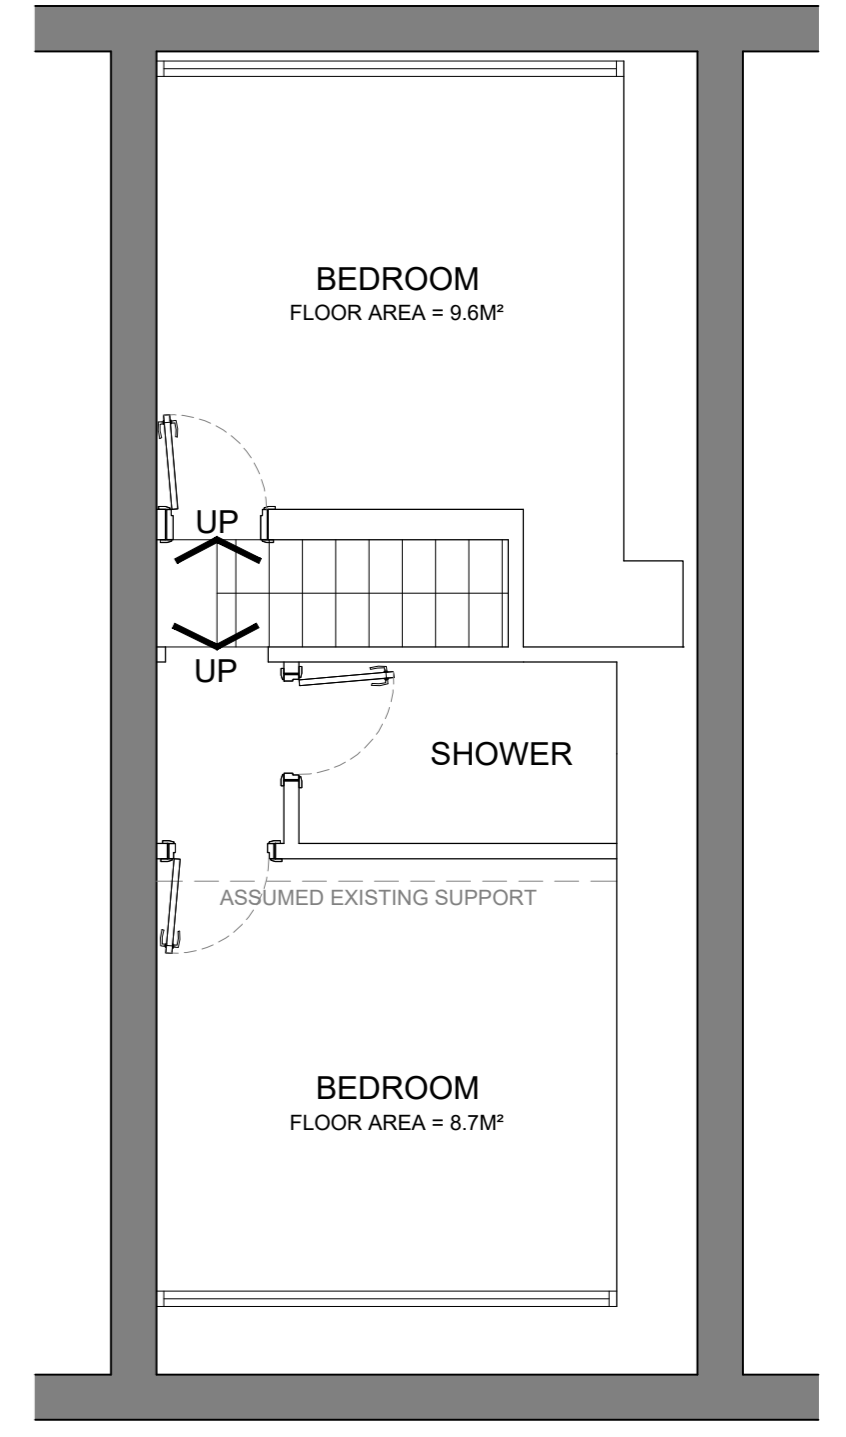 BEDROOM
FLOOR AREA = 9.6M²
UP
UP
SHOWER
ASSUMED EXISTING SUPPORT
BEDROOM
FLOOR AREA = 8.7M²